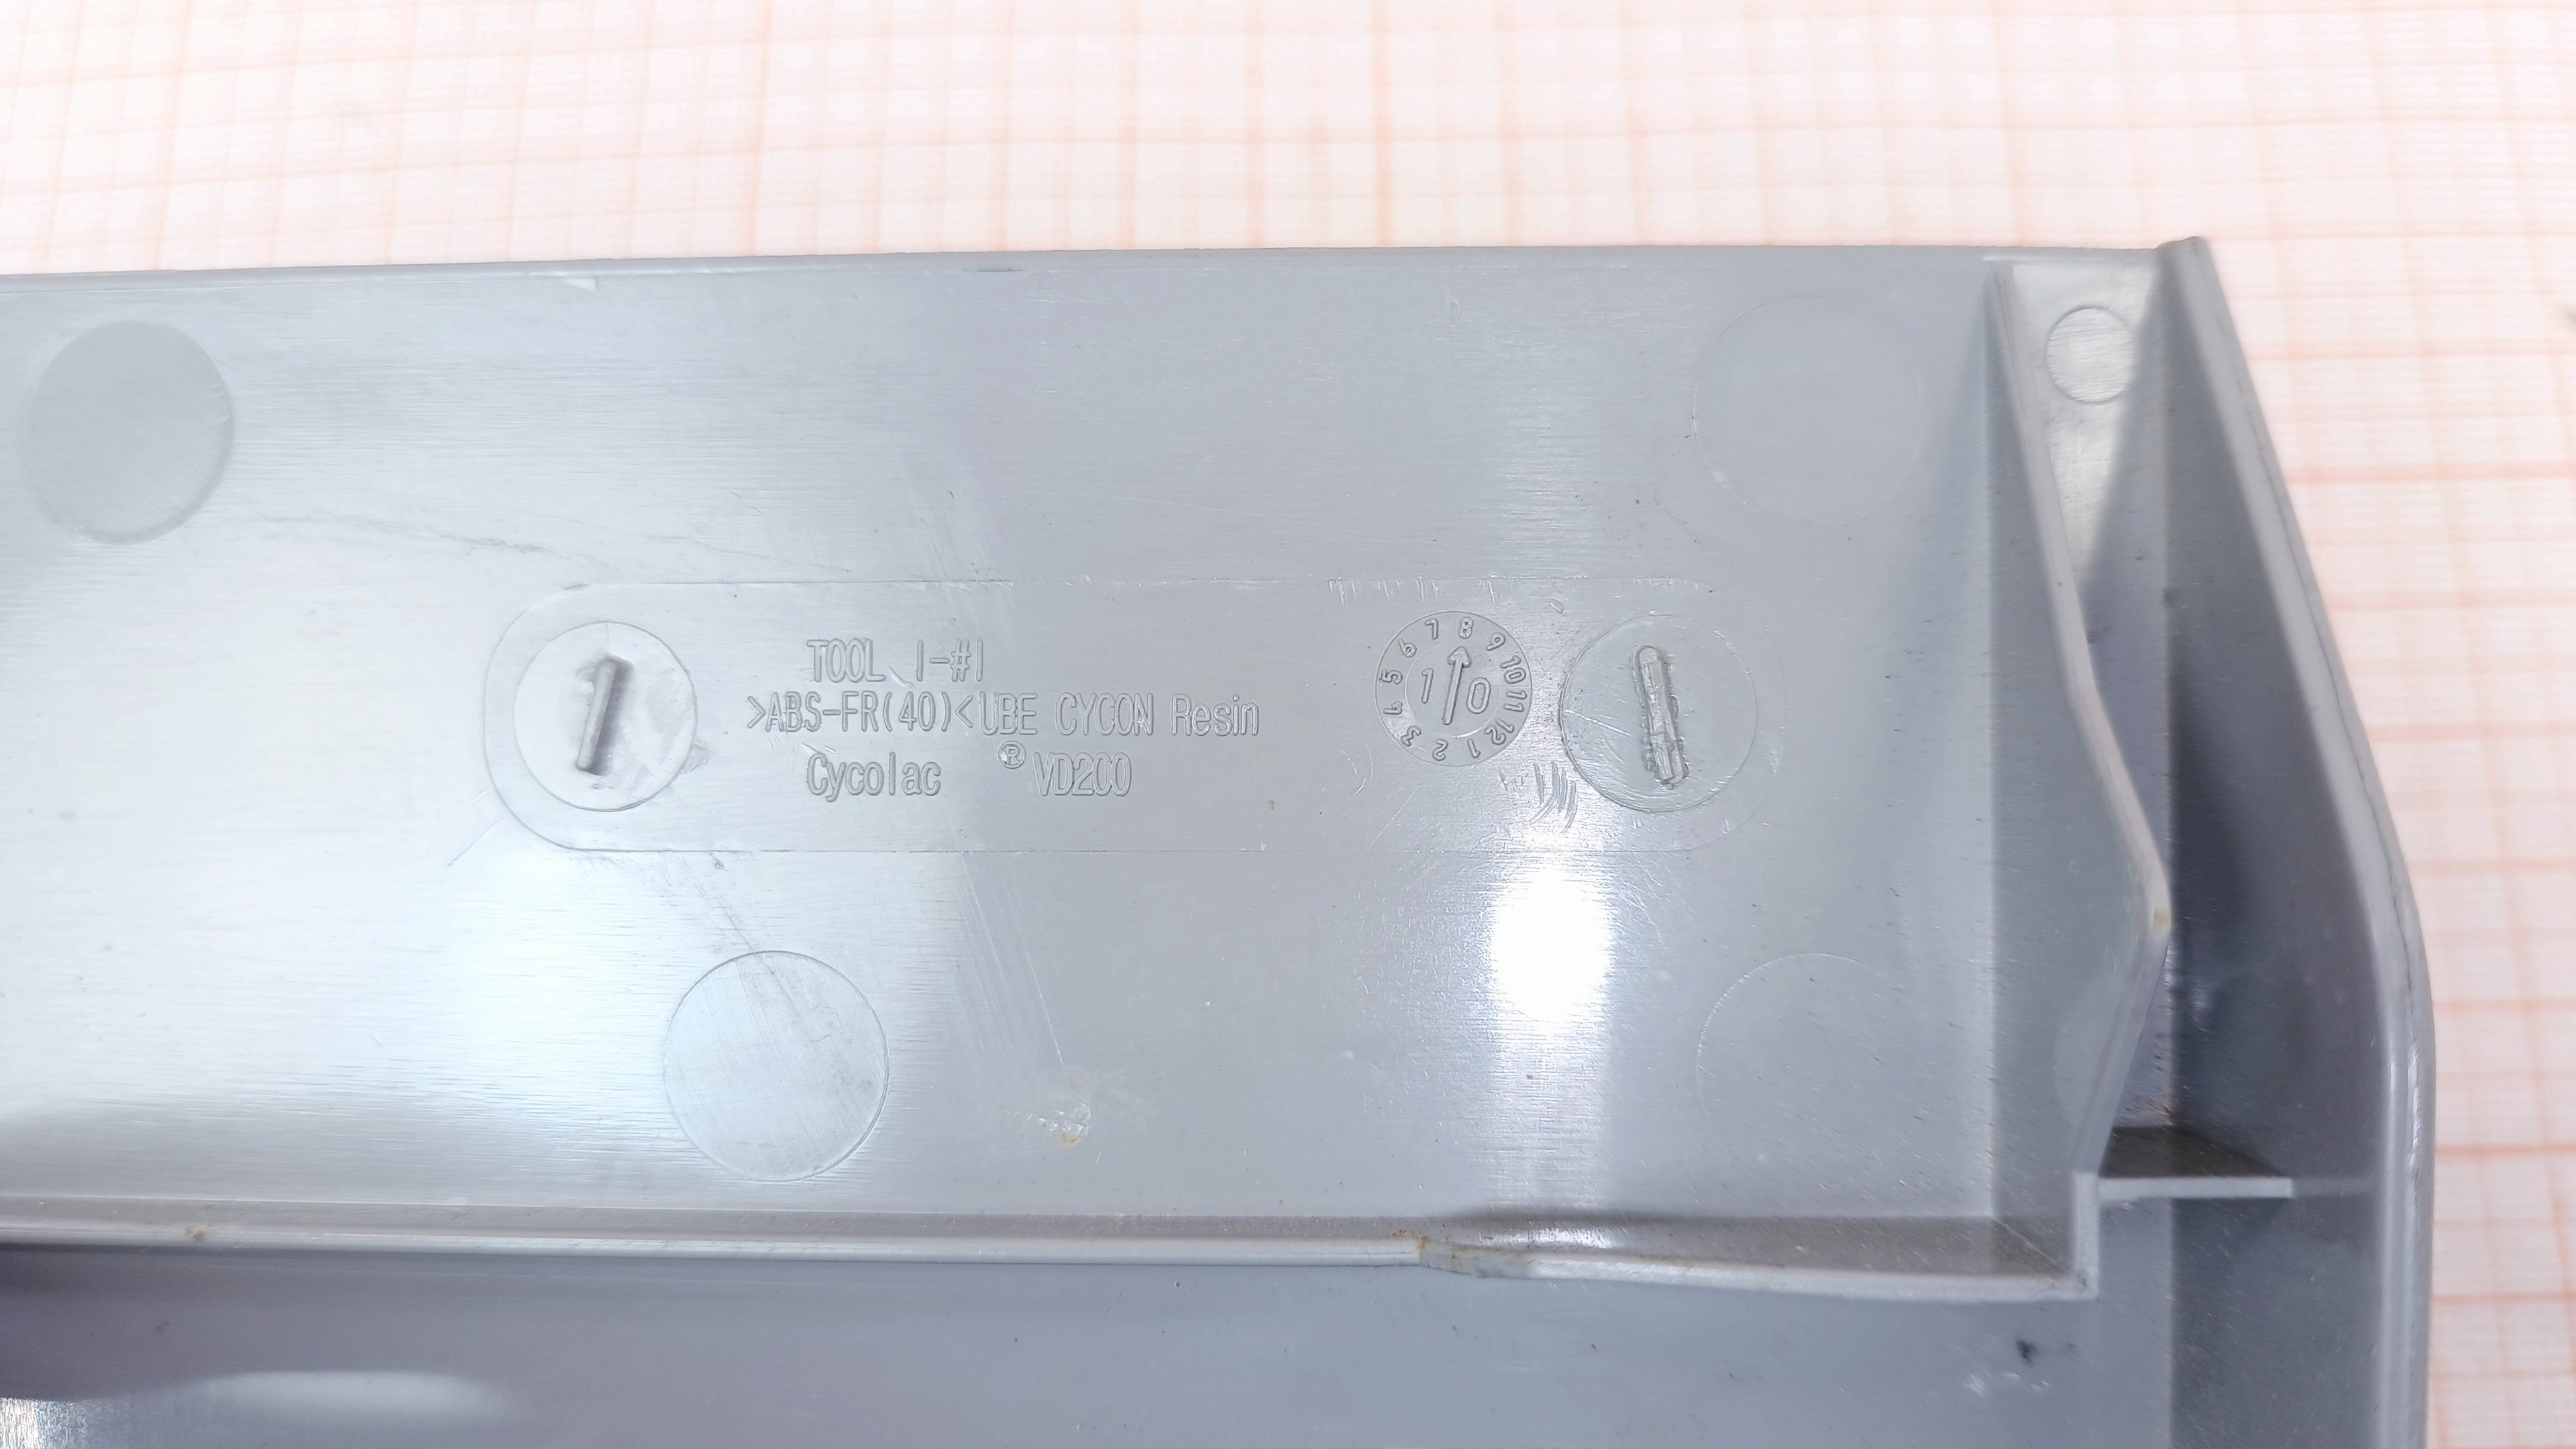 1
TOOL 1-#1
>ABS-FR(40)<UBE CYCON Resin
Cycolac ® VD200
1 2 3 4 5 6 7 8 9 10 11 12
1 0